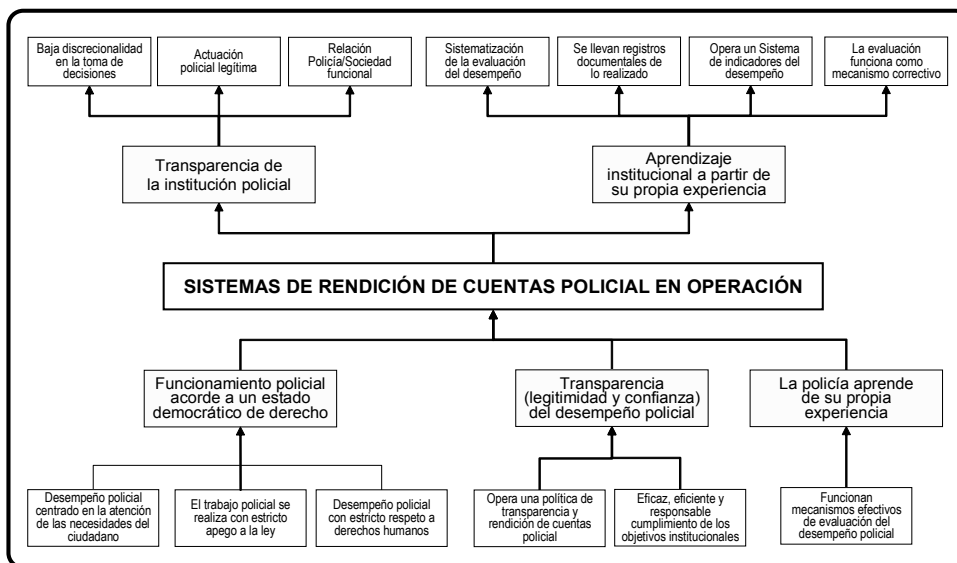 Baja discrecionalidad
en la toma de
decisiones
Actuación
policial legítima
Relación
Policía/Sociedad
funcional
Sistematización
de la evaluación
del desempeño
Se llevan registros
documentales de
lo realizado
Opera un Sistema
de indicadores del
desempeño
La evaluación
funciona como
mecanismo correctivo
Transparencia de
la institución policial
Aprendizaje
institucional a partir de
su propia experiencia
SISTEMAS DE RENDICIÓN DE CUENTAS POLICIAL EN OPERACIÓN
Funcionamiento policial
acorde a un estado
democrático de derecho
Transparencia
(legitimidad y confianza)
del desempeño policial
La policía aprende
de su propia
experiencia
Desempeño policial
centrado en la atención
de las necesidades del
ciudadano
El trabajo policial se
realiza con estricto
apego a la ley
Desempeño policial
con estricto respeto a
derechos humanos
Opera una política de
transparencia y
rendición de cuentas
policial
Eficaz, eficiente y
responsable
cumplimiento de los
objetivos institucionales
Funcionan
mecanismos efectivos
de evaluación del
desempeño policial